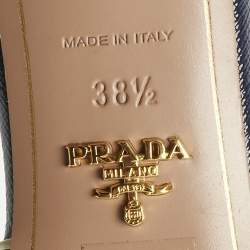 MADE IN ITALY
38½
PRADA
MILANO
DAL 1913